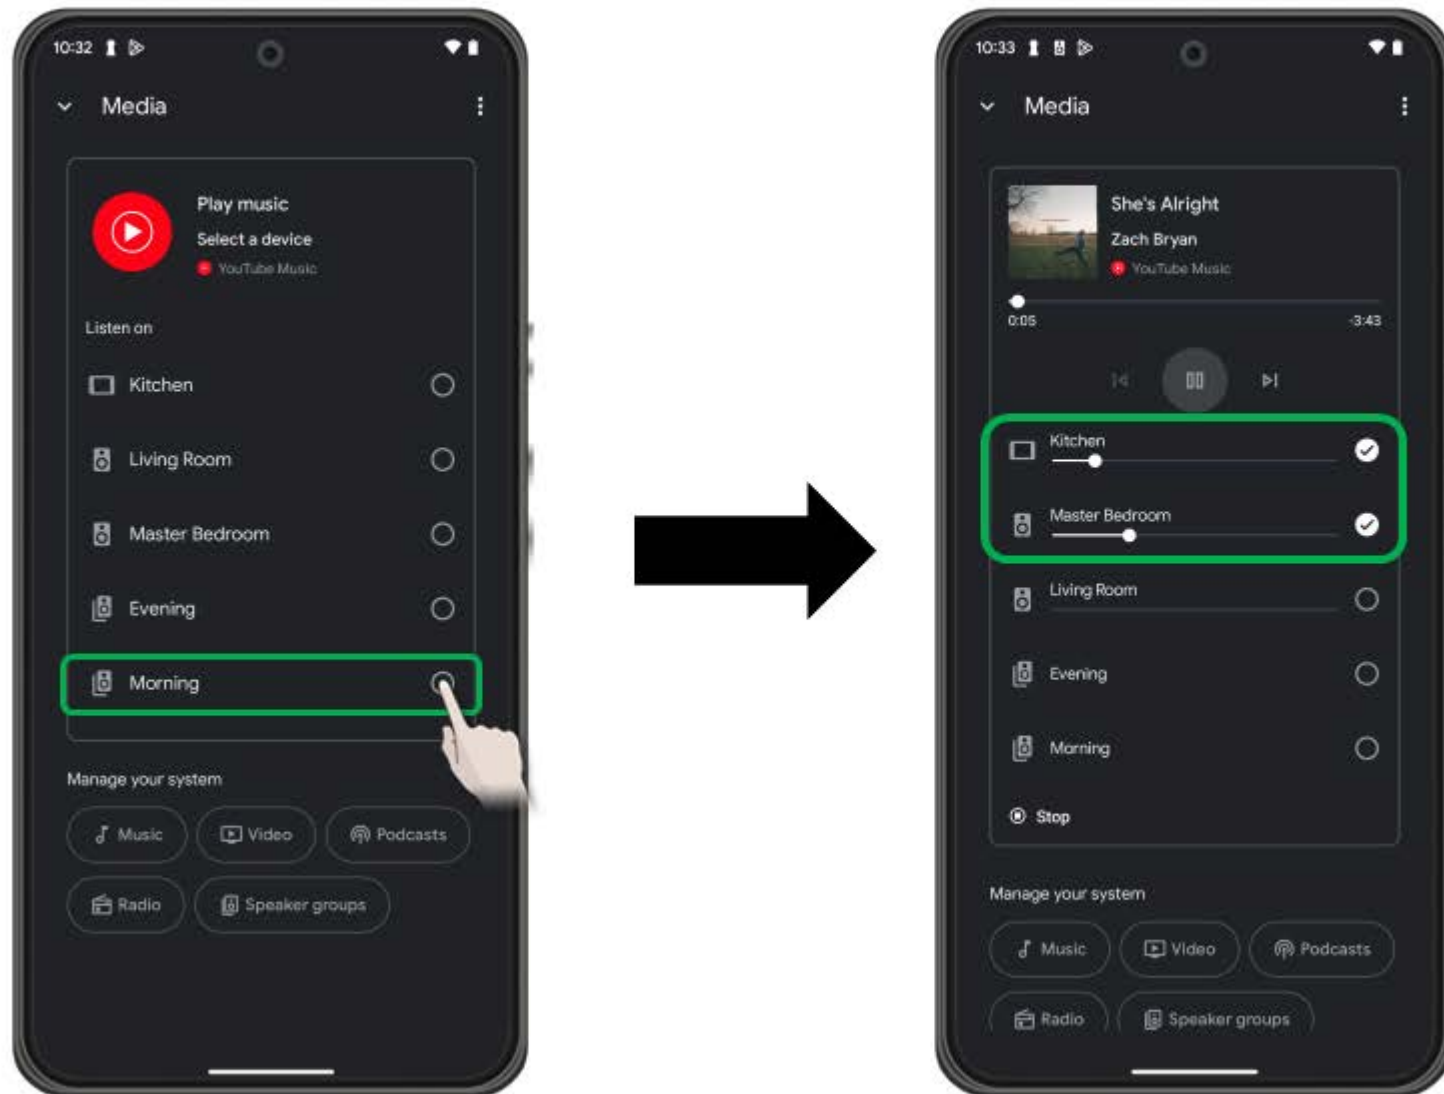 10:32
Media
Play music
Select a device
YouTube Music
Listen on
Kitchen
Living Room
Master Bedroom
Evening
Morning
Manage your system
Music
Video
Podcasts
Radio
Speaker groups
10:33
Media
She's Alright
Zach Bryan
YouTube Music
0:05
-3:43
Kitchen
Master Bedroom
Living Room
Evening
Morning
Stop
Manage your system
Music
Video
Podcasts
Radio
Speaker groups